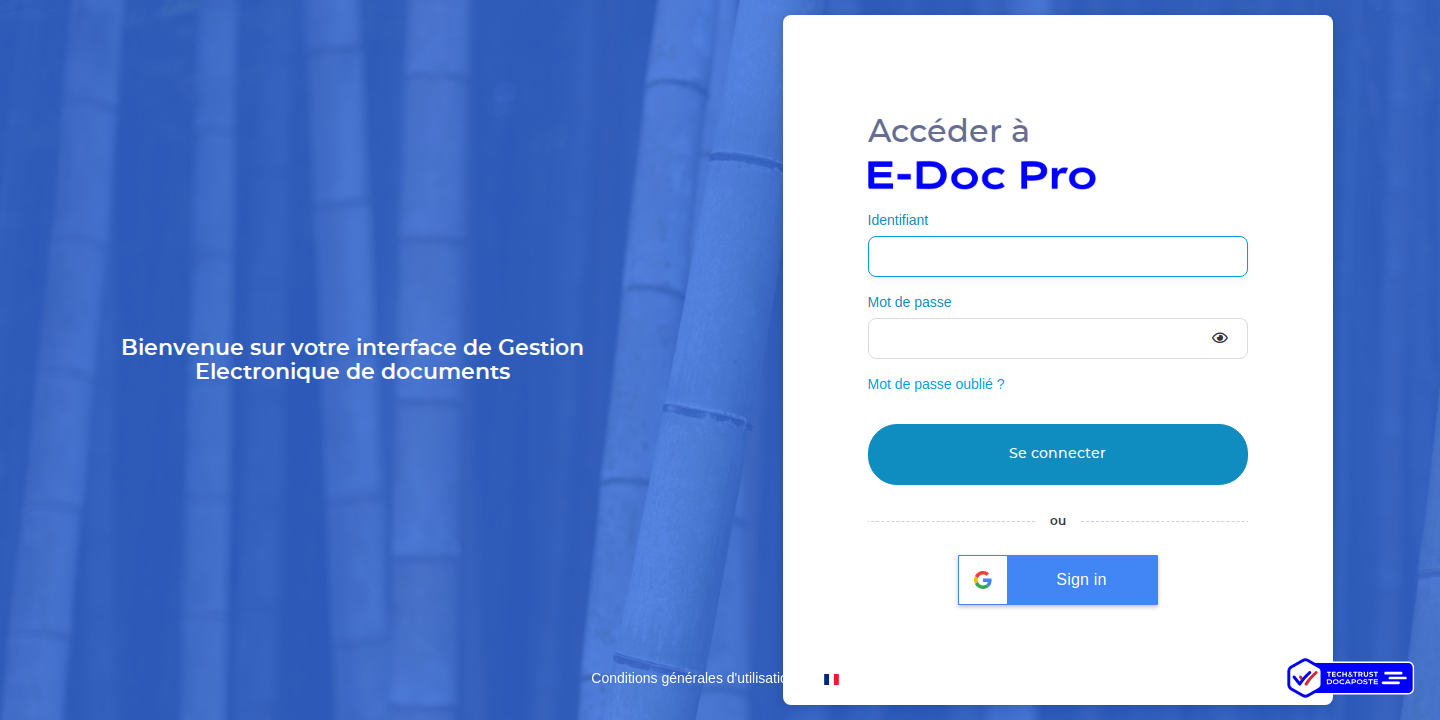 Bienvenue sur votre interface de Gestion
Electronique de documents
Accéder à
E-Doc Pro
Identifiant
Mot de passe
Mot de passe oublié ?
Se connecter
ou
Sign in
Conditions générales d'utilisatio
TECH&TRUST
DOCAPOSTE